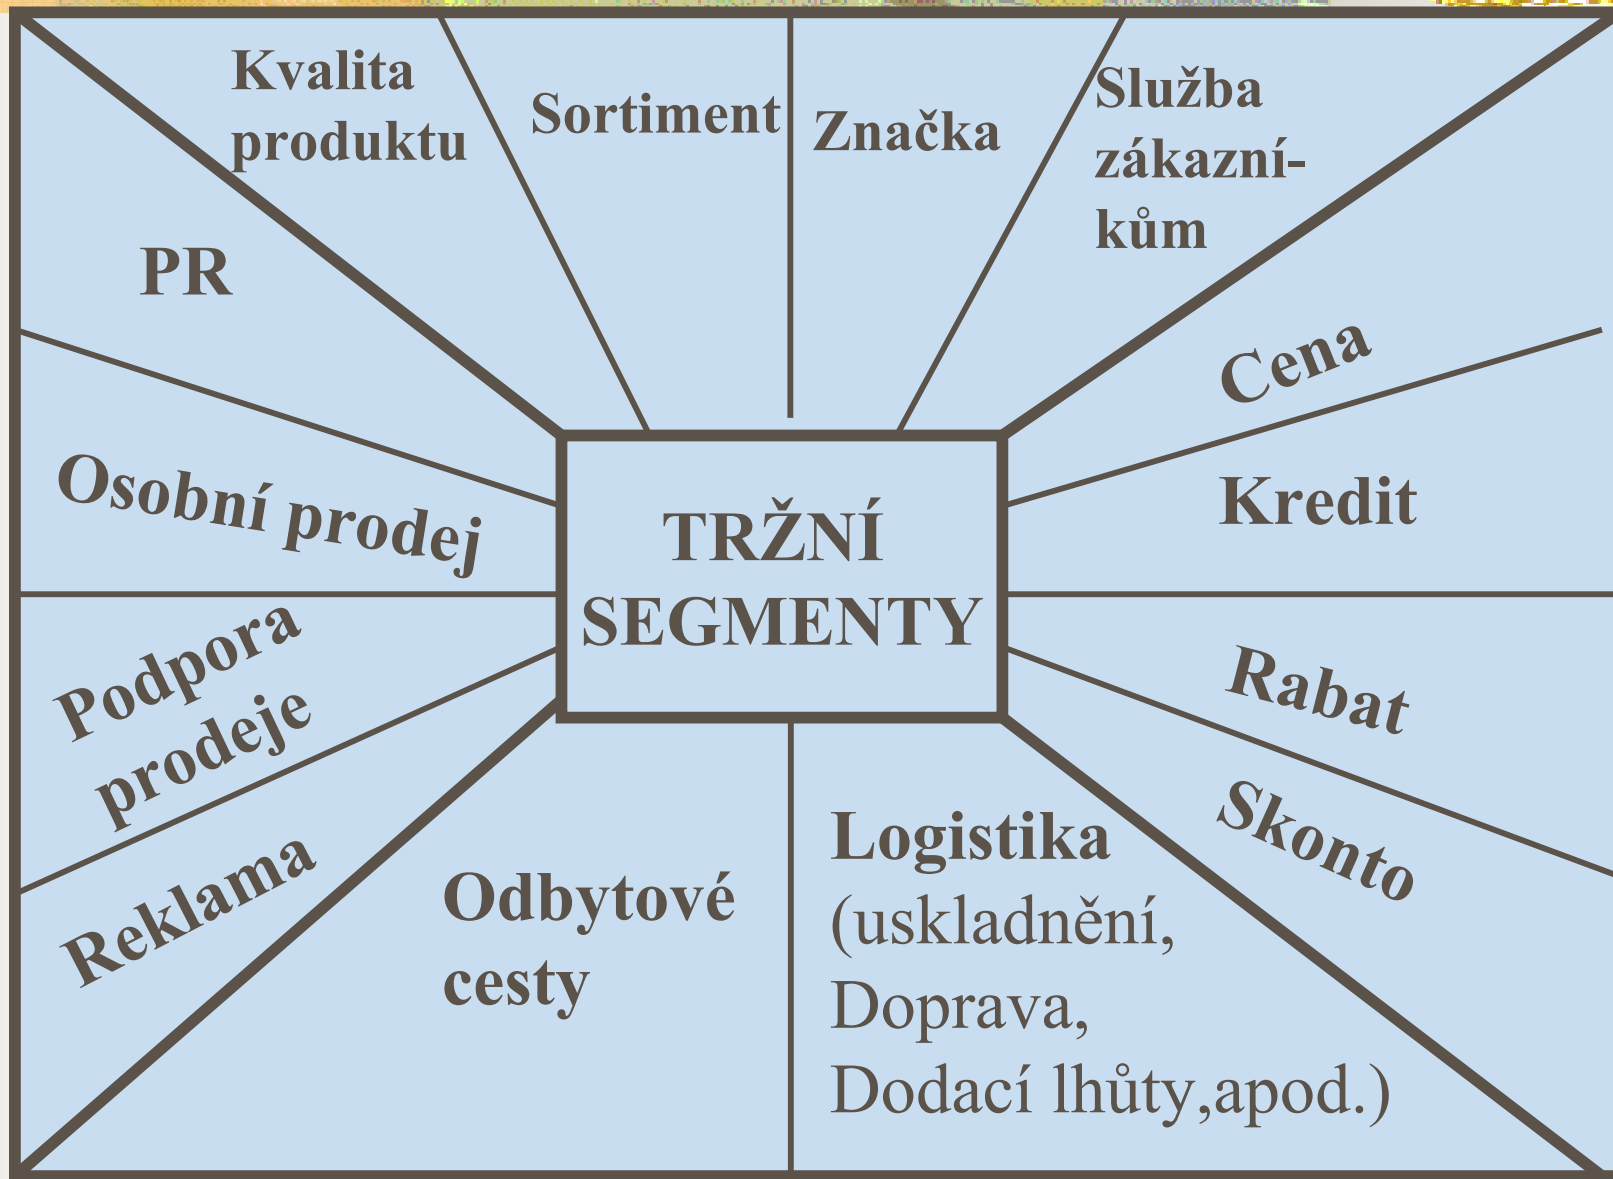 Kvalita
produktu
Sortiment
Značka
Služba
zákazní-
kům
PR
Cena
Osobní prodej
Kredit
TRŽNÍ
SEGMENTY
Podpora
prodeje
Rabat
Skonto
Reklama
Odbytové
cesty
Logistika
(uskladnění,
Doprava,
Dodací lhůty,apod.)